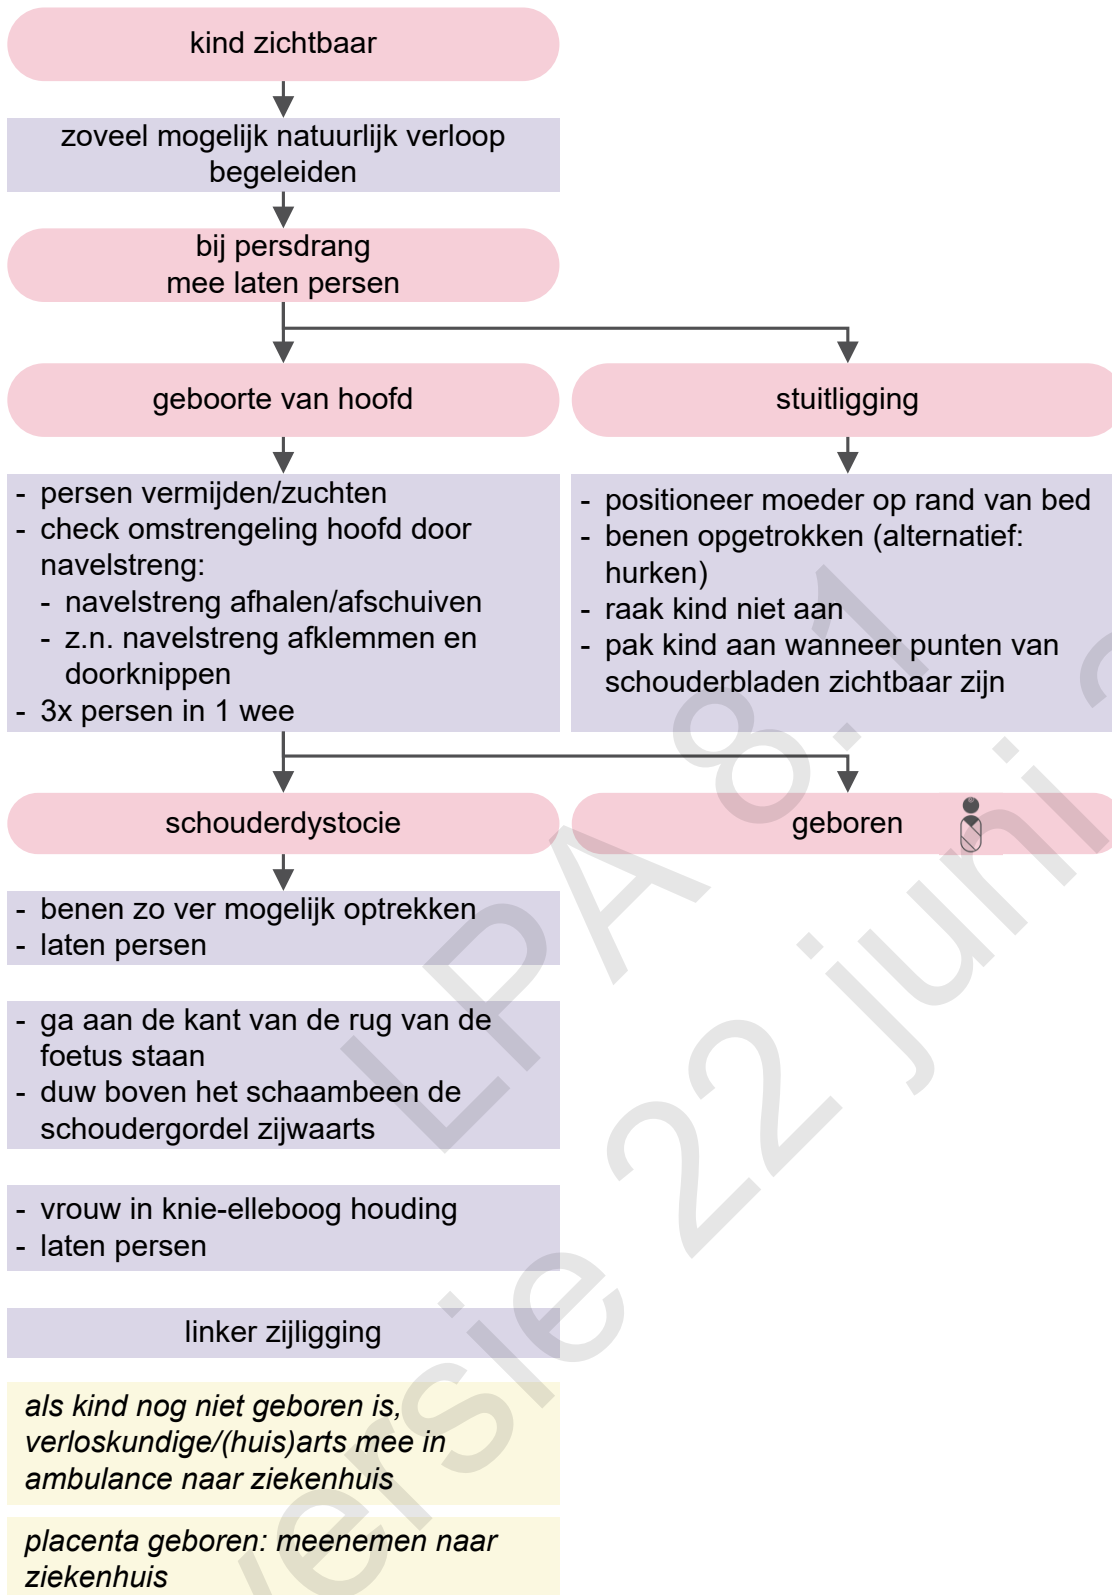 kind zichtbaar
zoveel mogelijk natuurlijk verloop
begeleiden
bij persdrang
mee laten persen
geboorte van hoofd
stuitligging
- persen vermijden/zuchten
- check omstrengeling hoofd door
navelstreng:
- navelstreng afhalen/afschuiven
- z.n. navelstreng afklemmen en
doorknippen
- 3x persen in 1 wee
- positioneer moeder op rand van bed
- benen opgetrokken (alternatief:
hurken)
- raak kind niet aan
- pak kind aan wanneer punten van
schouderbladen zichtbaar zijn
schouderdystocie
geboren
- benen zo ver mogelijk optrekken
- laten persen
- ga aan de kant van de rug van de
foetus staan
- duw boven het schaambeen de
schoudergordel zijwaarts
- vrouw in knie-elleboog houding
- laten persen
linker zijligging
als kind nog niet geboren is,
verloskundige/(huis)arts mee in
ambulance naar ziekenhuis
placenta geboren: meenemen naar
ziekenhuis
LPA 8.1
versie 22 juni